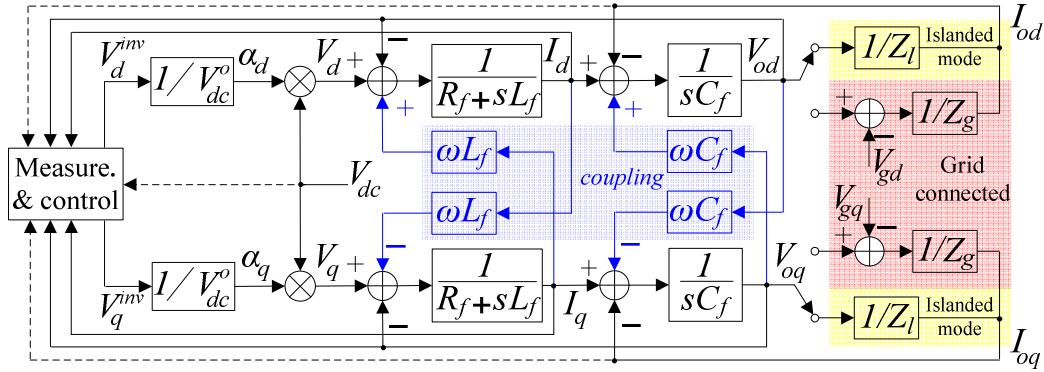 I_od
V_d^inv
1/V_dc^o
α_d
V_d
+
−
+
1
R_f+sL_f
I_d
+
−
+
1
sC_f
V_od
1/Z_l
Islanded
mode
+
−
V_gd
1/Z_g
Measure.
& control
V_dc
ωL_f
ωL_f
coupling
ωC_f
ωC_f
Grid
connected
V_gq
−
+
1/Z_g
V_q^inv
1/V_dc^o
α_q
V_q
+
−
−
1
R_f+sL_f
I_q
+
−
−
1
sC_f
V_oq
1/Z_l
Islanded
mode
I_oq